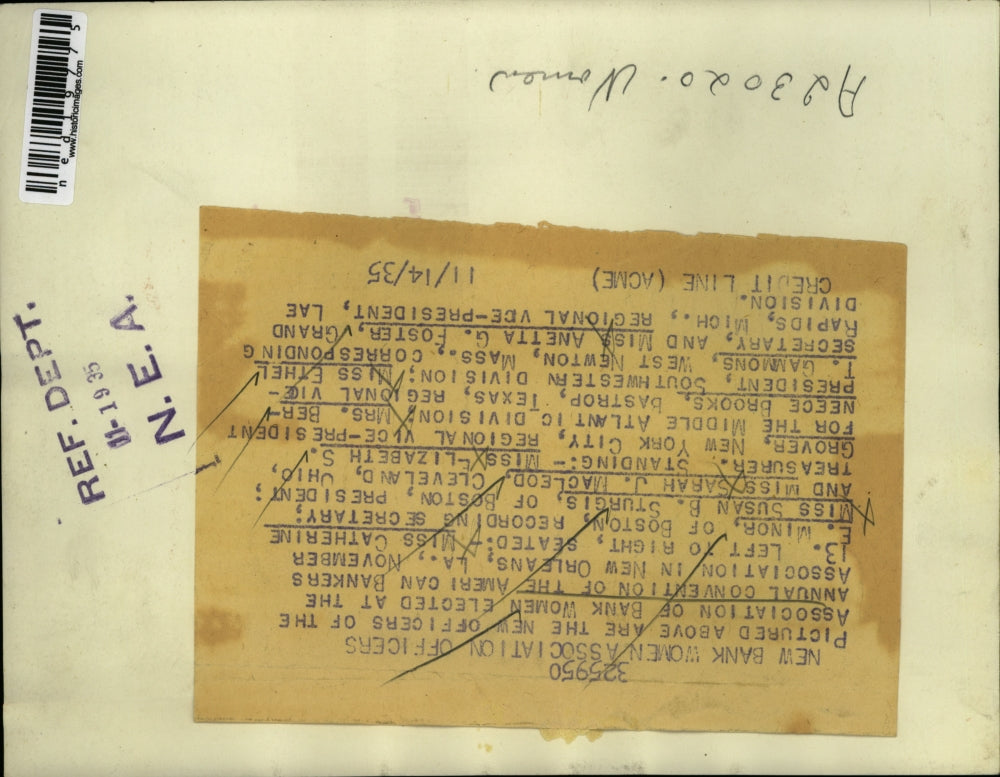 A23020. Women
325950
NEW BANK WOMEN ASSOCIATION OFFICERS
PICTURED ABOVE ARE THE NEW OFFICERS OF THE
ASSOCIATION OF BANK WOMEN ELECTED AT THE
ANNUAL CONVENTION OF THE AMERICAN BANKERS
ASSOCIATION IN NEW ORLEANS, LA., NOVEMBER
13. LEFT TO RIGHT, SEATED:- MISS CATHERINE
E. MINOR, OF BOSTON, RECORDING SECRETARY;
MISS SUSAN B. STURGIS, OF BOSTON, PRESIDENT;
AND MISS SARAH J. MACLEOD, CLEVELAND, OHIO,
TREASURER. STANDING:- MISS ELIZABETH S.
GROVER, NEW YORK CITY, REGIONAL VICE-PRESIDENT
FOR THE MIDDLE ATLANTIC DIVISION; MRS. BER-
NEECE BROOKS, BASTROP, TEXAS, REGIONAL VICE-
PRESIDENT, SOUTHWESTERN DIVISION; MISS ETHEL
T. GAMMONS, WEST NEWTON, MASS., CORRESPONDING
SECRETARY, AND MISS ANETTA G. FOSTER, GRAND
RAPIDS, MICH., REGIONAL VICE-PRESIDENT, LAE
DIVISION.
CREDIT LINE (ACME) 11/14/35
REF. DEPT.
N. E. A.
ned19775
www.historicimages.com